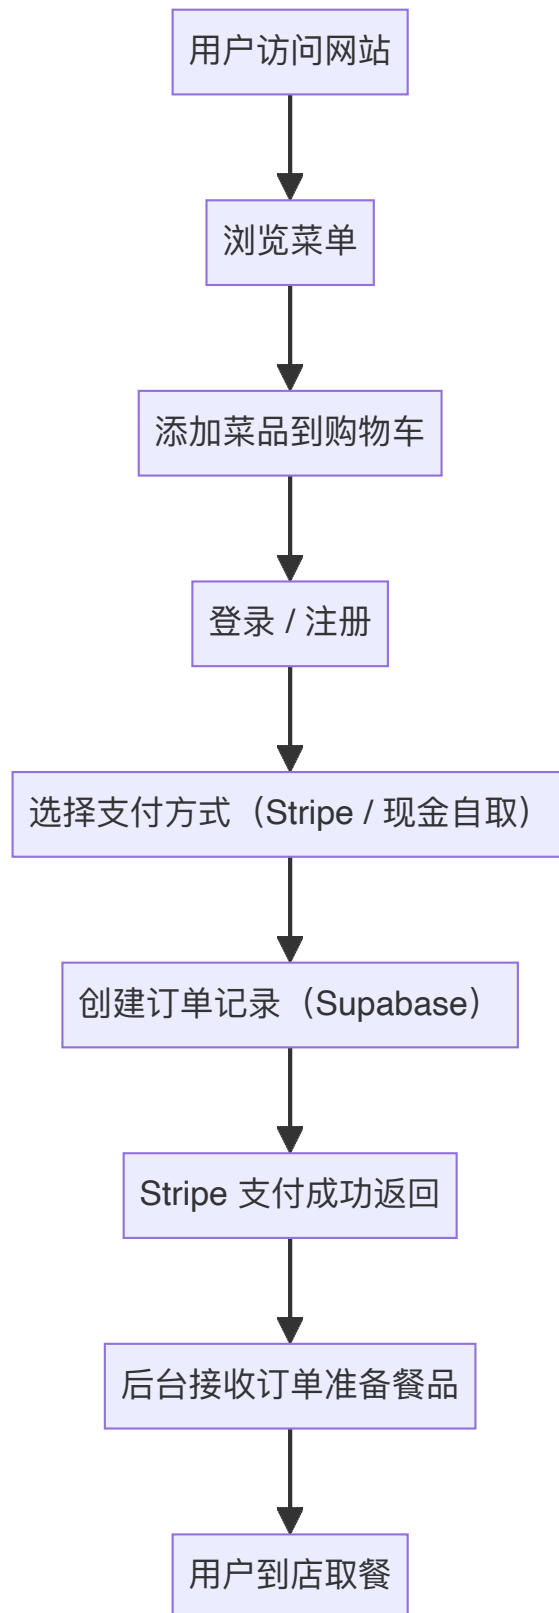 用户访问网站
浏览菜单
添加菜品到购物车
登录 / 注册
选择支付方式（Stripe / 现金自取）
创建订单记录（Supabase）
Stripe 支付成功返回
后台接收订单准备餐品
用户到店取餐